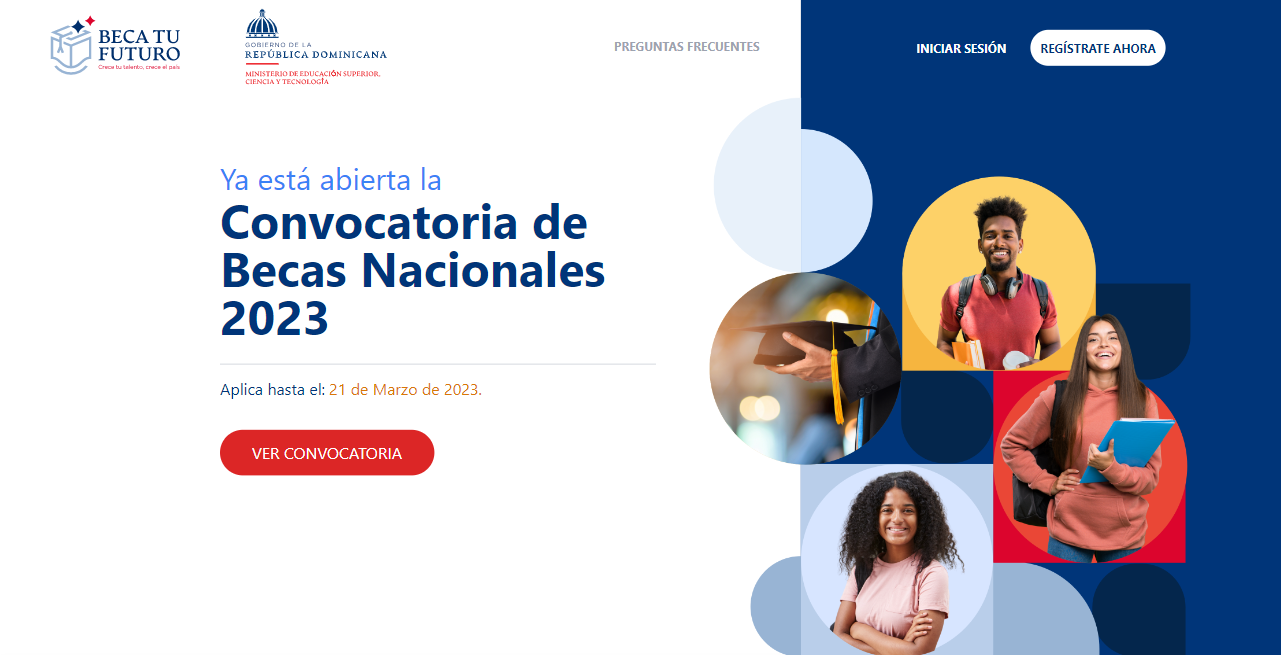 BECA TU
FUTURO
Crece tu talento, crece el país
GOBIERNO DE LA
REPÚBLICA DOMINICANA
MINISTERIO DE EDUCACIÓN SUPERIOR,
CIENCIA Y TECNOLOGÍA
PREGUNTAS FRECUENTES
INICIAR SESIÓN
REGÍSTRATE AHORA
Ya está abierta la
Convocatoria de
Becas Nacionales
2023
Aplica hasta el: 21 de Marzo de 2023.
VER CONVOCATORIA